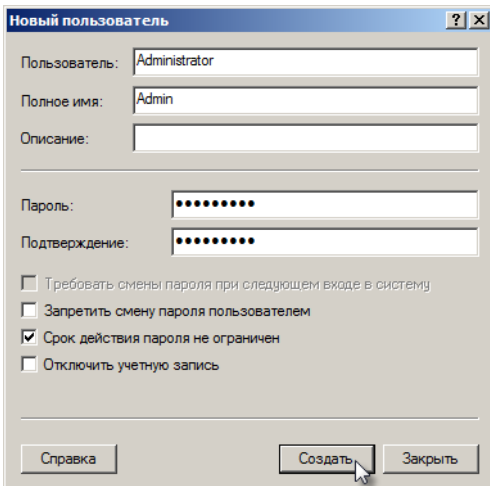 Новый пользователь
Пользователь: Administrator
Полное имя: Admin
Описание:
Пароль: •••••••••
Подтверждение: •••••••••
Требовать смены пароля при следующем входе в систему
Запретить смену пароля пользователем
Срок действия пароля не ограничен
Отключить учетную запись
Справка Создать Закрыть